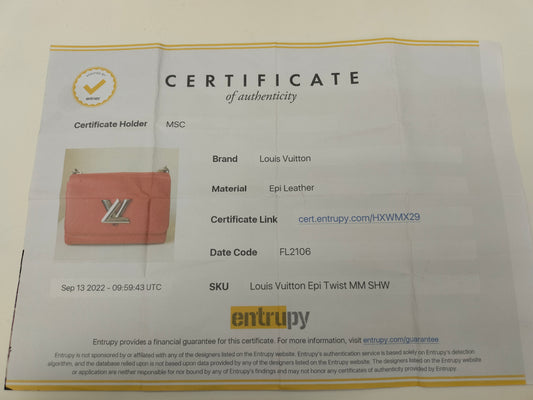 VERIFIED BY
entrupy
CERTIFICATE
of authenticity
Certificate Holder MSC
Brand Louis Vuitton
Material Epi Leather
Certificate Link cert.entrupy.com/HXWMX29
Date Code FL2106
Sep 13 2022 - 09:59:43 UTC
SKU Louis Vuitton Epi Twist MM SHW
entrupy
Entrupy provides a financial guarantee for this certificate. For more information, visit entrupy.com/guarantee
Entrupy is not sponsored by or affiliated with any of the designers listed on the Entrupy website. Entrupy's authentication service is based solely on Entrupy's detection
algorithm, and the database relied upon is not based upon data provided by any of the designers listed on the Entrupy website. Designers listed on the Entrupy website
or application are neither responsible for nor bound by any of Entrupy's findings and may not honor any certificates of authenticity provided by Entrupy.